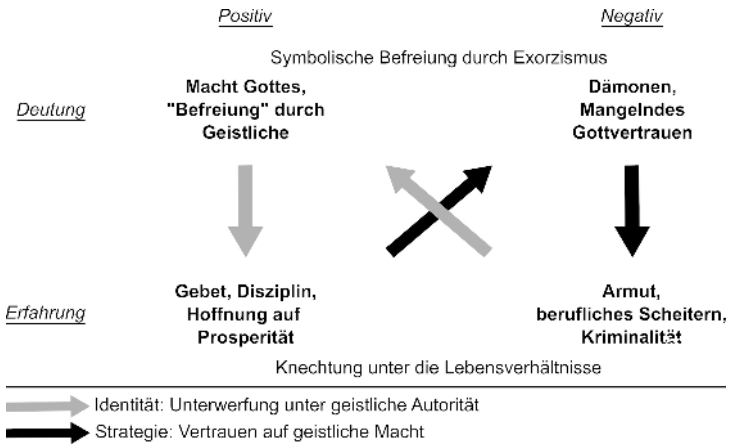 Positiv Negativ
Symbolische Befreiung durch Exorzismus
Macht Gottes,
"Befreiung" durch
Geistliche
Deutung
Dämonen,
Mangelndes
Gottvertrauen
Erfahrung
Gebet, Disziplin,
Hoffnung auf
Prosperität
Armut,
berufliches Scheitern,
Kriminalität
Knechtung unter die Lebensverhältnisse
Identität: Unterwerfung unter geistliche Autorität
Strategie: Vertrauen auf geistliche Macht